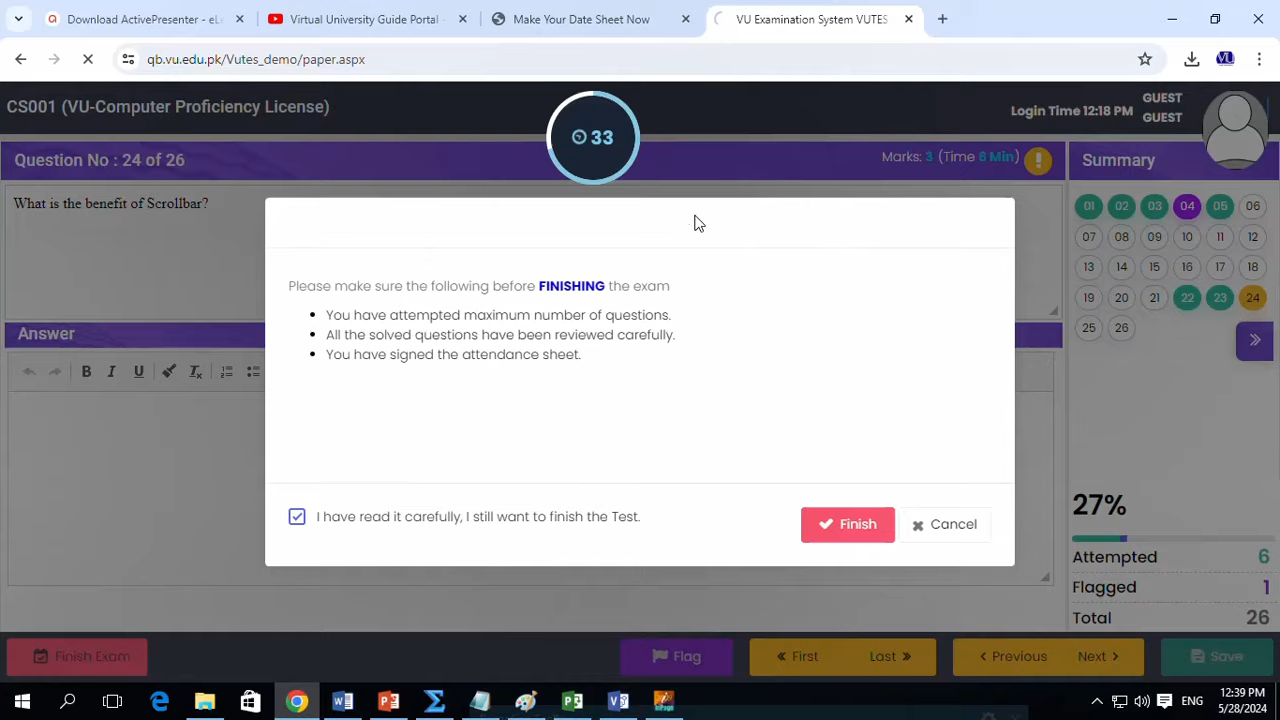 Download ActivePresenter - eLe
Virtual University Guide Portal -
Make Your Date Sheet Now
VU Examination System VUTES
qb.vu.edu.pk/Vutes_demo/paper.aspx
VU
CS001 (VU-Computer Proficiency License)
33
Login Time 12:18 PM
GUEST
GUEST
Question No : 24 of 26
Marks: 3 (Time 6 Min)
Summary
What is the benefit of Scrollbar?
01 02 03 04 05 06
07 08 09 10 11 12
13 14 15 16 17 18
19 20 21 22 23 24
25 26
Please make sure the following before FINISHING the exam
You have attempted maximum number of questions.
All the solved questions have been reviewed carefully.
You have signed the attendance sheet.
Answer
B I U
I have read it carefully, I still want to finish the Test.
Finish
Cancel
27%
Attempted 6
Flagged 1
Total 26
Finish Exam
Flag
First
Last
Previous
Next
Save
ENG
12:39 PM
5/28/2024